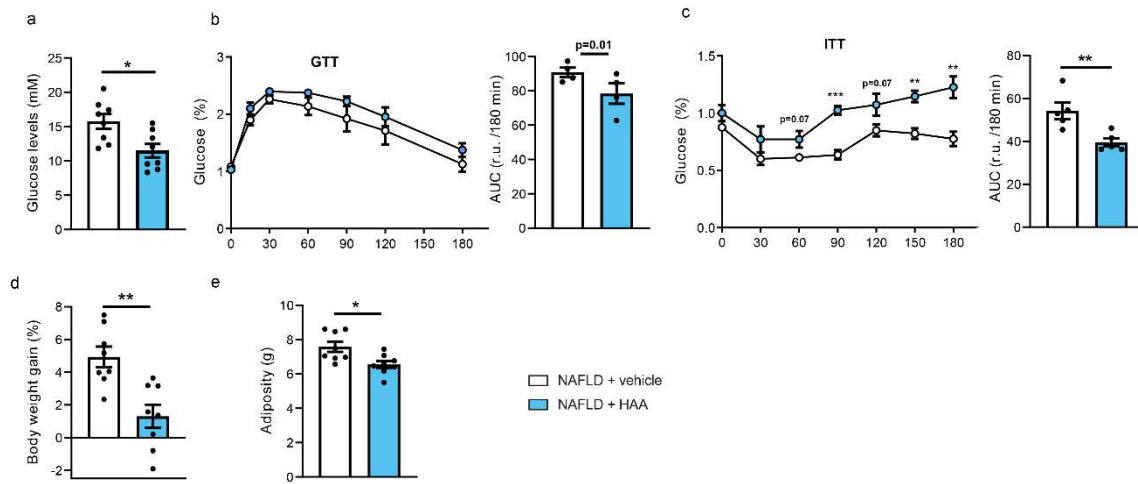 a
b
c
Glucose levels (mM)
25
20
15
10
5
0
*
GTT
Glucose (%)
3
2
1
0
0 30 60 90 120 150 180
AUC (r.u. /180 min)
100
80
60
40
20
0
p=0.01
ITT
Glucose (%)
1.5
1.0
0.5
0.0
p=0.07
***
p=0.07
**
**
0 30 60 90 120 150 180
AUC (r.u. /180 min)
80
60
40
20
0
**
d
e
Body weight gain (%)
8
6
4
2
0
-2
**
Adiposity (g)
10
8
6
4
2
0
*
NAFLD + vehicle
NAFLD + HAA